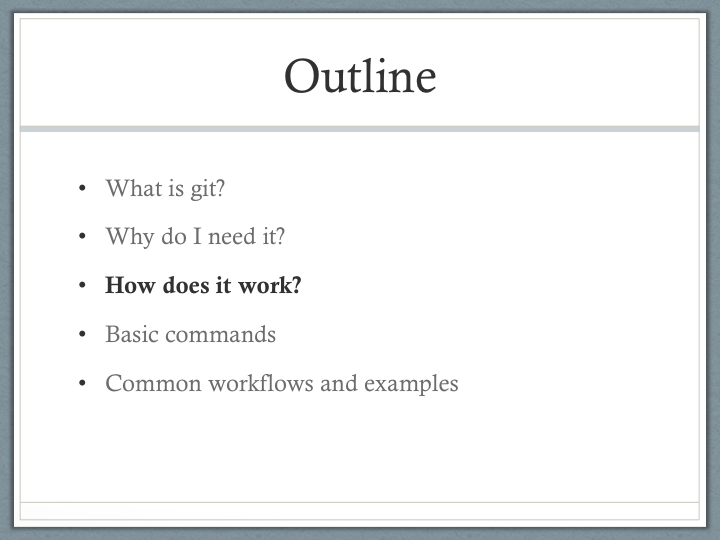 Outline
• What is git?
• Why do I need it?
• How does it work?
• Basic commands
• Common workflows and examples